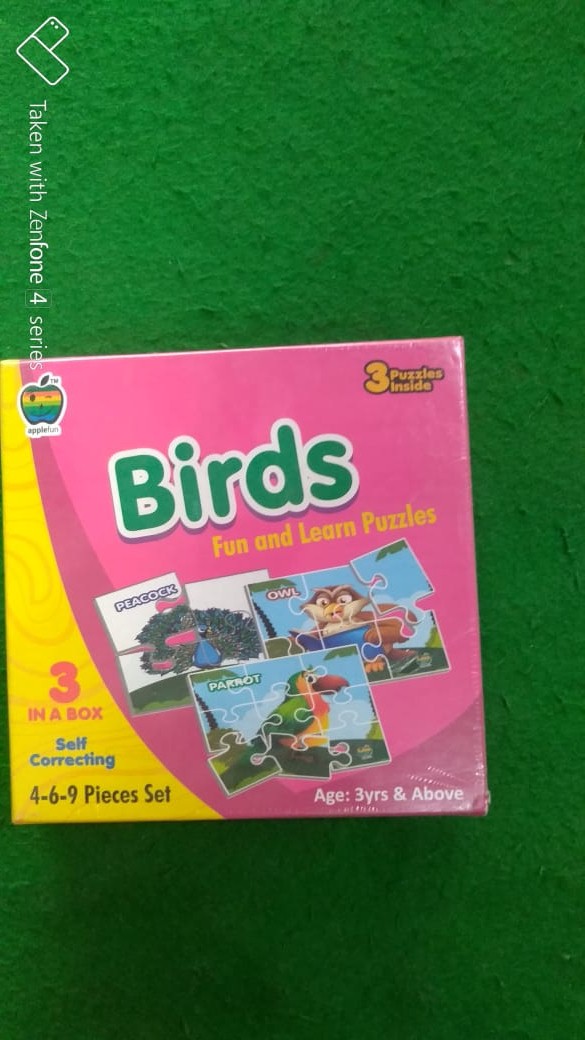 Taken with Zenfone 4 series
TM
applefun
3 Puzzles
Inside
Birds
Fun and Learn Puzzles
PEACOCK
OWL
PARROT
3
IN A BOX
Self
Correcting
4-6-9 Pieces Set
Age: 3yrs & Above